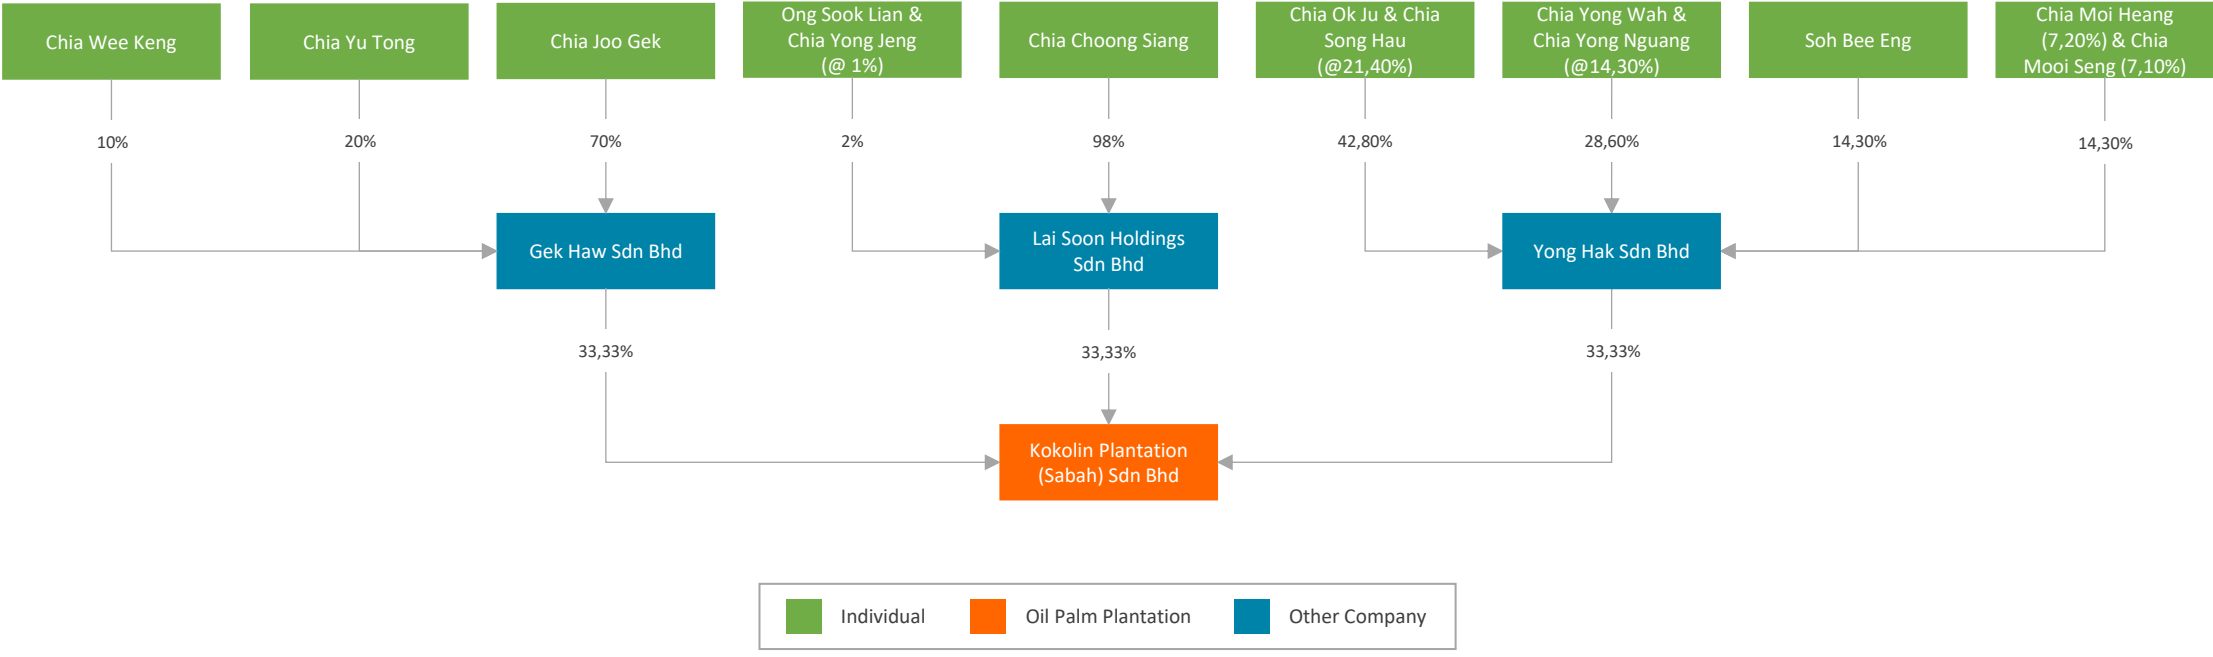 Chia Wee Keng
Chia Yu Tong
Chia Joo Gek
Ong Sook Lian &
Chia Yong Jeng
(@ 1%)
Chia Choong Siang
Chia Ok Ju & Chia
Song Hau
(@21,40%)
Chia Yong Wah &
Chia Yong Nguang
(@14,30%)
Soh Bee Eng
Chia Moi Heang
(7,20%) & Chia
Mooi Seng (7,10%)
10%
20%
70%
2%
98%
42,80%
28,60%
14,30%
14,30%
Gek Haw Sdn Bhd
Lai Soon Holdings
Sdn Bhd
Yong Hak Sdn Bhd
33,33%
33,33%
33,33%
Kokolin Plantation
(Sabah) Sdn Bhd
Individual
Oil Palm Plantation
Other Company